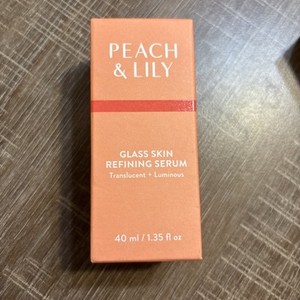 PEACH
& LILY
GLASS SKIN
REFINING SERUM
Translucent + Luminous
40 ml / 1.35 fl oz